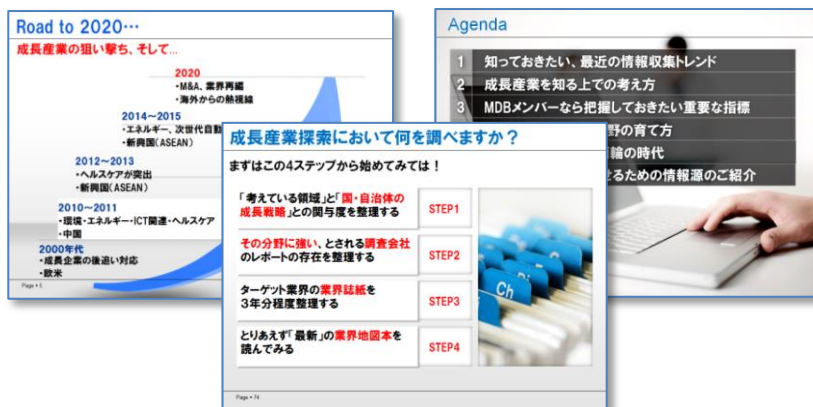 Road to 2020…
成長産業の狙い撃ち、そして…
2020
・M&A、業界再編
・海外からの熱視線
2014～2015
・エネルギー、次世代自動
・新興国(ASEAN)
2012～2013
・ヘルスケアが突出
・新興国(ASEAN)
2010～2011
・環境・エネルギー・ICT関連・ヘルスケア
・中国
2000年代
・成長企業の後追い対応
・欧米
Page ▪ 5
Agenda
1 知っておきたい、最近の情報収集トレンド
2 成長産業を知る上での考え方
3 MDBメンバーなら把握しておきたい重要な指標
野の育て方
輪の時代
るための情報源のご紹介
成長産業探索において何を調べますか？
まずはこの4ステップから始めてみては！
「考えている領域」と「国・自治体の
成長戦略」との関与度を整理する
STEP1
その分野に強い、とされる調査会社
のレポートの存在を整理する
STEP2
ターゲット業界の業界誌紙を
3年分程度整理する
STEP3
とりあえず「最新」の業界地図本を
読んでみる
STEP4
Ch
Page ▪ 74